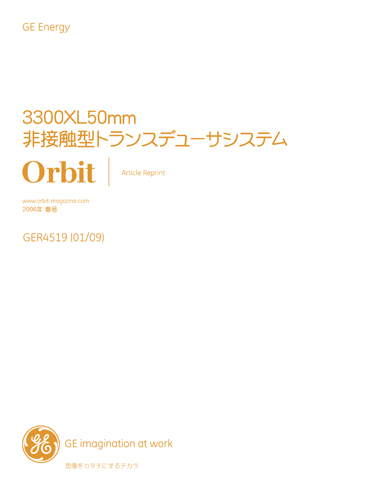 GE Energy
3300XL50mm
非接触型トランスデューサシステム
Orbit
Article Reprint
www.orbit-magazine.com
2006年 春号
GER4519 (01/09)
GE imagination at work
想像をカタチにするチカラ